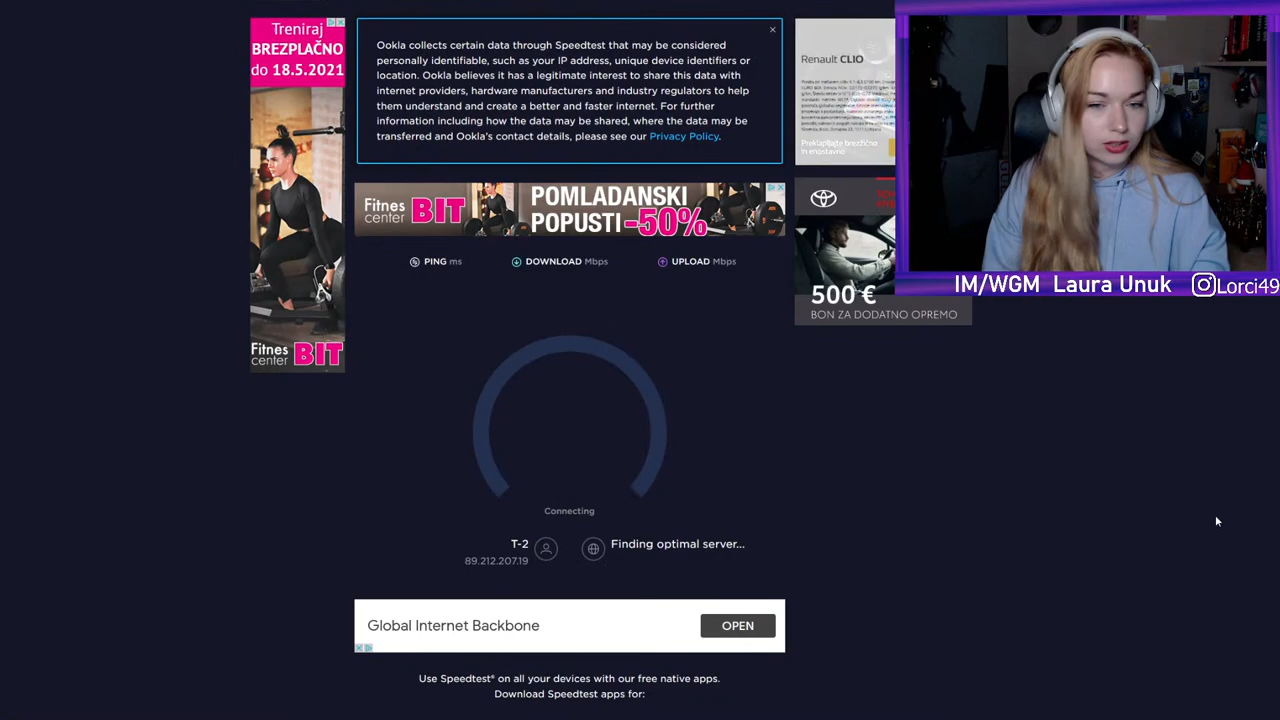 Treniraj
BREZPLAČNO
do 18.5.2021
Fitnes
center BIT
Ookla collects certain data through Speedtest that may be considered
personally identifiable, such as your IP address, unique device identifiers or
location. Ookla believes it has a legitimate interest to share this data with
internet providers, hardware manufacturers and industry regulators to help
them understand and create a better and faster internet. For further
information including how the data may be shared, where the data may be
transferred and Ookla's contact details, please see our Privacy Policy.
Fitnes
center BIT
POMLADANSKI
POPUSTI -50%
PING ms
DOWNLOAD Mbps
UPLOAD Mbps
Renault CLIO
Preklapljajte brezžično
in enostavno
500 €
BON ZA DODATNO OPREMO
IM/WGM Laura Unuk
Lorci49
Connecting
T-2
89.212.207.19
Finding optimal server...
Global Internet Backbone
OPEN
Use Speedtest® on all your devices with our free native apps.
Download Speedtest apps for: